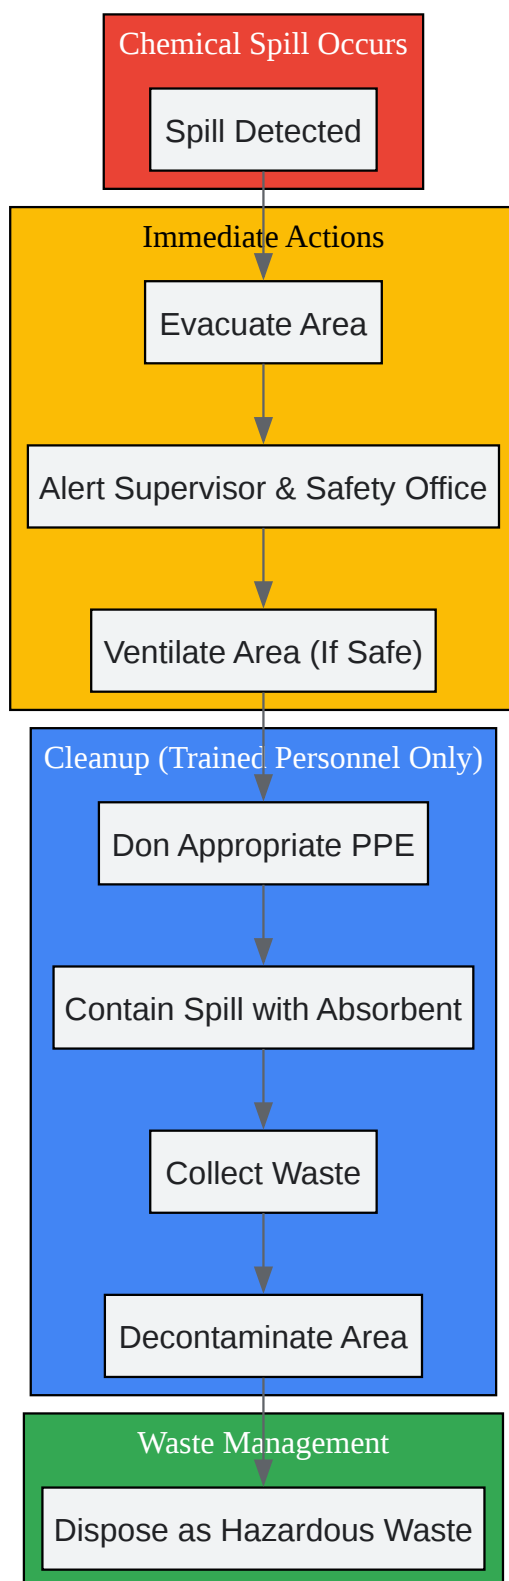 Chemical Spill Occurs
Spill Detected
Immediate Actions
Evacuate Area
Alert Supervisor & Safety Office
Ventilate Area (If Safe)
Cleanup (Trained Personnel Only)
Don Appropriate PPE
Contain Spill with Absorbent
Collect Waste
Decontaminate Area
Waste Management
Dispose as Hazardous Waste